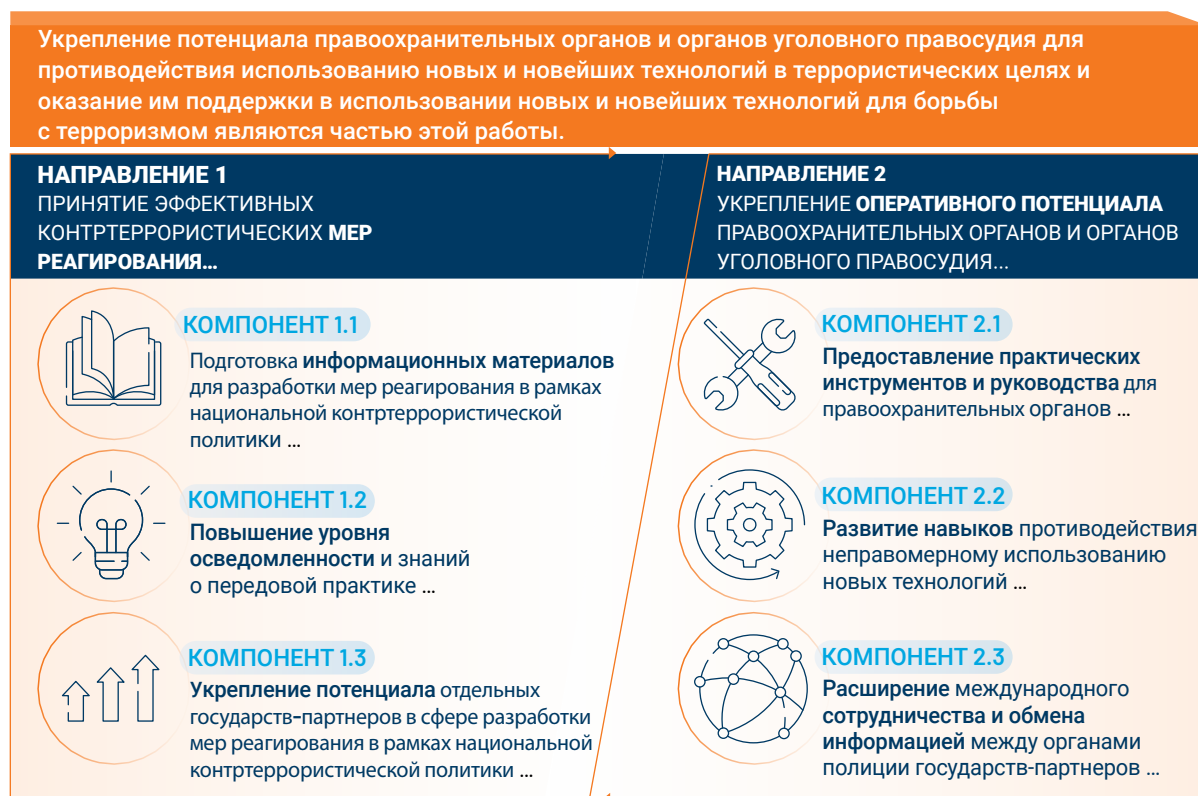 Укрепление потенциала правоохранительных органов и органов уголовного правосудия для
противодействия использованию новых и новейших технологий в террористических целях и
оказание им поддержки в использовании новых и новейших технологий для борьбы
с терроризмом являются частью этой работы.
НАПРАВЛЕНИЕ 1
ПРИНЯТИЕ ЭФФЕКТИВНЫХ
КОНТРТЕРРОРИСТИЧЕСКИХ МЕР
РЕАГИРОВАНИЯ...
КОМПОНЕНТ 1.1
Подготовка информационных материалов
для разработки мер реагирования в рамках
национальной контртеррористической
политики ...
КОМПОНЕНТ 1.2
Повышение уровня
осведомленности и знаний
о передовой практике ...
КОМПОНЕНТ 1.3
Укрепление потенциала отдельных
государств-партнеров в сфере разработки
мер реагирования в рамках национальной
контртеррористической политики ...
НАПРАВЛЕНИЕ 2
УКРЕПЛЕНИЕ ОПЕРАТИВНОГО ПОТЕНЦИАЛА
ПРАВООХРАНИТЕЛЬНЫХ ОРГАНОВ И ОРГАНОВ
УГОЛОВНОГО ПРАВОСУДИЯ...
КОМПОНЕНТ 2.1
Предоставление практических
инструментов и руководства для
правоохранительных органов ...
КОМПОНЕНТ 2.2
Развитие навыков противодействия
неправомерному использованию
новых технологий ...
КОМПОНЕНТ 2.3
Расширение международного
сотрудничества и обмена
информацией между органами
полиции государств-партнеров ...